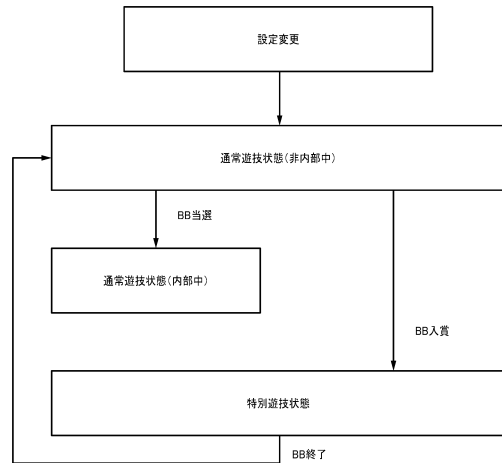 設定変更
通常遊技状態(非内部中)
BB当選
通常遊技状態(内部中)
BB入賞
特別遊技状態
BB終了